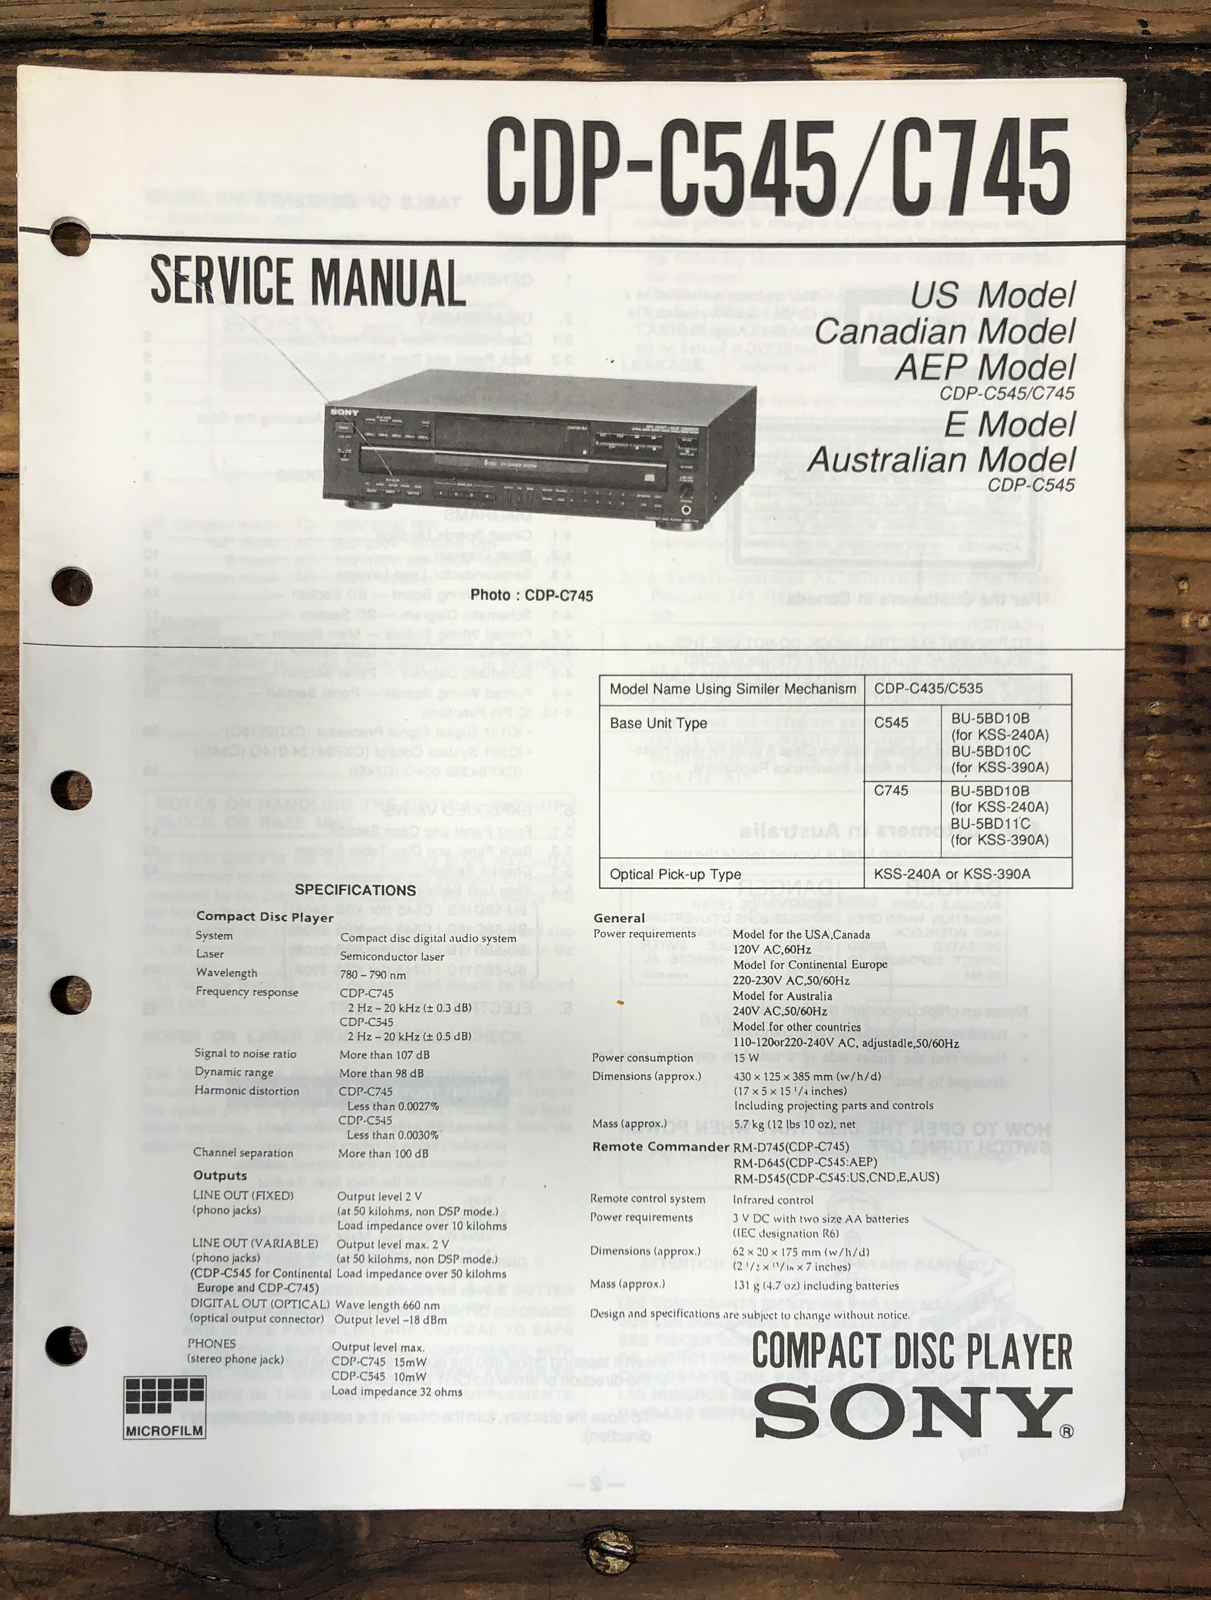 CDP-C545/C745
SERVICE MANUAL
US Model
Canadian Model
AEP Model
CDP-C545/C745
E Model
Australian Model
CDP-C545
SONY
Photo : CDP-C745
Model Name Using Similer Mechanism CDP-C435/C535
Base Unit Type C545 BU-5BD10B
(for KSS-240A)
BU-5BD10C
(for KSS-390A)
C745 BU-5BD10B
(for KSS-240A)
BU-5BD11C
(for KSS-390A)
Optical Pick-up Type KSS-240A or KSS-390A
SPECIFICATIONS
Compact Disc Player
System Compact disc digital audio system
Laser Semiconductor laser
Wavelength 780 – 790 nm
Frequency response CDP-C745
2 Hz – 20 kHz (± 0.3 dB)
CDP-C545
2 Hz – 20 kHz (± 0.5 dB)
Signal to noise ratio More than 107 dB
Dynamic range More than 98 dB
Harmonic distortion CDP-C745
Less than 0.0027%
CDP-C545
Less than 0.0030%
Channel separation More than 100 dB
Outputs
LINE OUT (FIXED) Output level 2 V
(phono jacks) (at 50 kilohms, non DSP mode.)
Load impedance over 10 kilohms
LINE OUT (VARIABLE) Output level max. 2 V
(phono jacks) (at 50 kilohms, non DSP mode.)
(CDP-C545 for Continental Load impedance over 50 kilohms
Europe and CDP-C745)
DIGITAL OUT (OPTICAL) Wave length 660 nm
(optical output connector) Output level –18 dBm
PHONES Output level max.
(stereo phone jack) CDP-C745 15mW
CDP-C545 10mW
Load impedance 32 ohms
General
Power requirements Model for the USA,Canada
120V AC,60Hz
Model for Continental Europe
220-230V AC,50/60Hz
Model for Australia
240V AC,50/60Hz
Model for other countries
110-120or220-240V AC, adjustadle,50/60Hz
Power consumption 15 W
Dimensions (approx.) 430 × 125 × 385 mm (w/h/d)
(17 × 5 × 15 1/4 inches)
Including projecting parts and controls
Mass (approx.) 5.7 kg (12 lbs 10 oz), net
Remote Commander RM-D745(CDP-C745)
RM-D645(CDP-C545:AEP)
RM-D545(CDP-C545:US,CND,E,AUS)
Remote control system Infrared control
Power requirements 3 V DC with two size AA batteries
(IEC designation R6)
Dimensions (approx.) 62 × 20 × 175 mm (w/h/d)
(2 1/2 × 13/16 × 7 inches)
Mass (approx.) 131 g (4.7 oz) including batteries
Design and specifications are subject to change without notice.
MICROFILM
COMPACT DISC PLAYER
SONY®